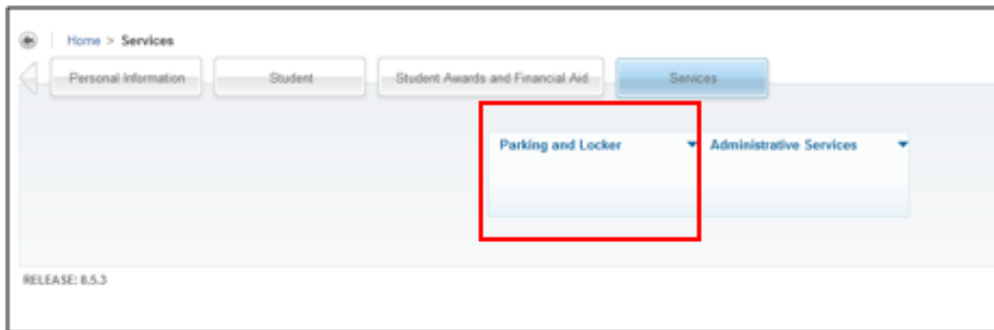 Home > Services
Personal Information Student Student Awards and Financial Aid Services
Parking and Locker Administrative Services
RELEASE: 8.5.3